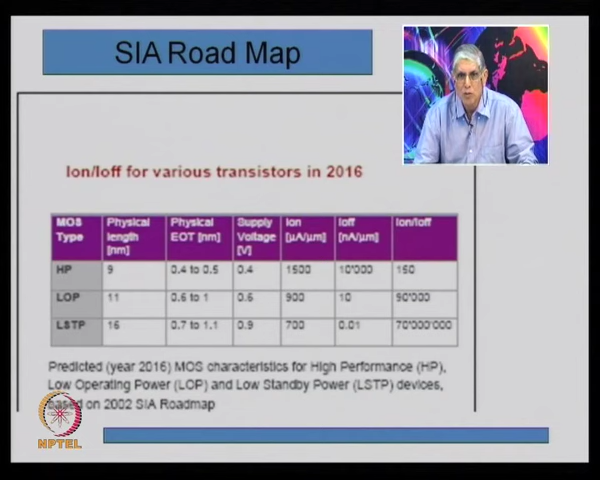 SIA Road Map
Ion/Ioff for various transistors in 2016
MOS Type Physical length [nm] Physical EOT [nm] Supply Voltage [V] Ion [µA/µm] Ioff [nA/µm] Ion/Ioff
HP 9 0.4 to 0.5 0.4 1500 10'000 150
LOP 11 0.6 to 1 0.6 900 10 90'000
LSTP 16 0.7 to 1.1 0.9 700 0.01 70'000'000
Predicted (year 2016) MOS characteristics for High Performance (HP),
Low Operating Power (LOP) and Low Standby Power (LSTP) devices,
based on 2002 SIA Roadmap
NPTEL